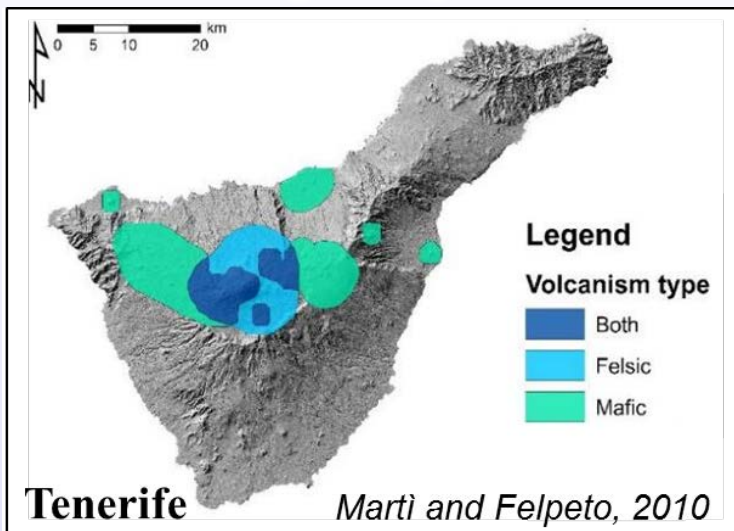 km
0 5 10 20
N
Legend
Volcanism type
Both
Felsic
Mafic
Tenerife Martì and Felpeto, 2010